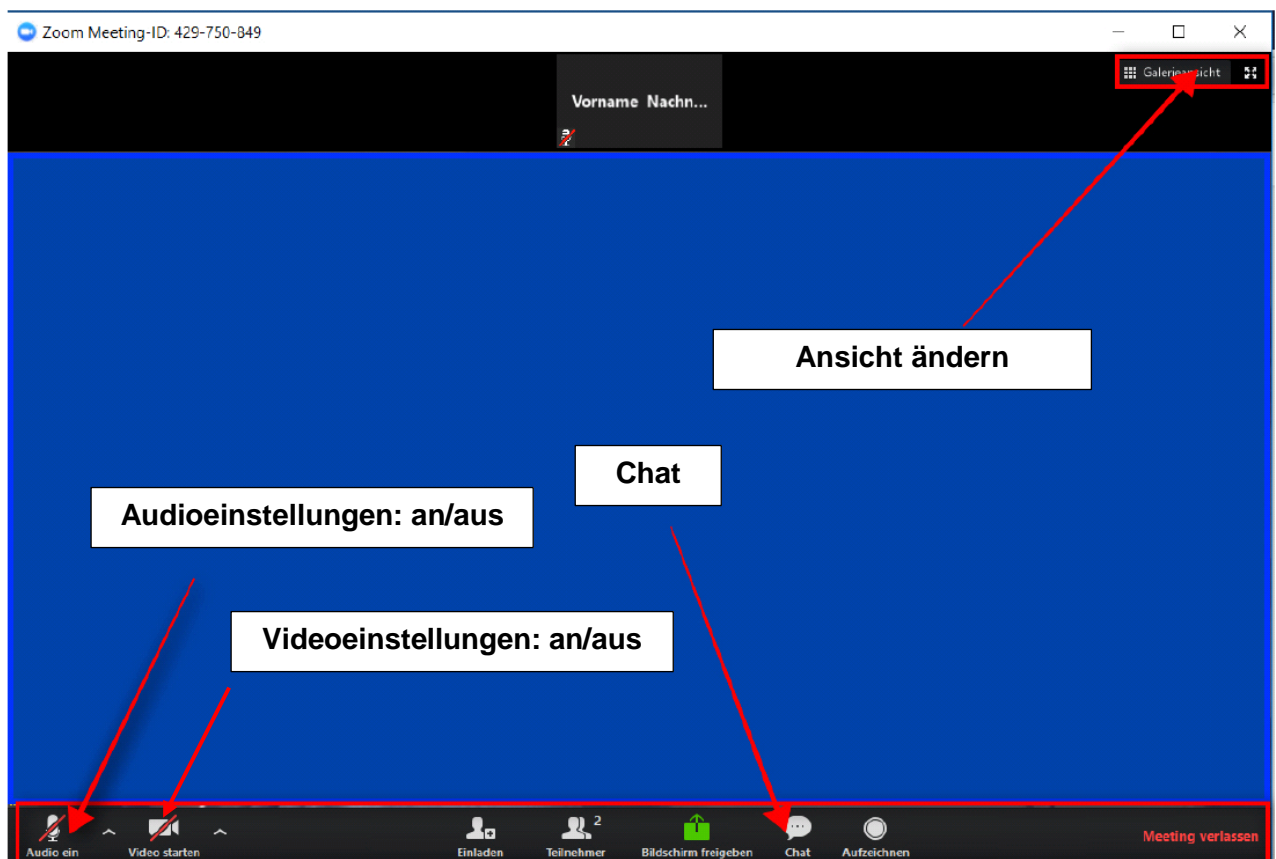 Zoom Meeting-ID: 429-750-849
Galerieansicht
Vorname Nachn...
Ansicht ändern
Chat
Audioeinstellungen: an/aus
Videoeinstellungen: an/aus
2
Audio ein Video starten Einladen Teilnehmer Bildschirm freigeben Chat Aufzeichnen Meeting verlassen